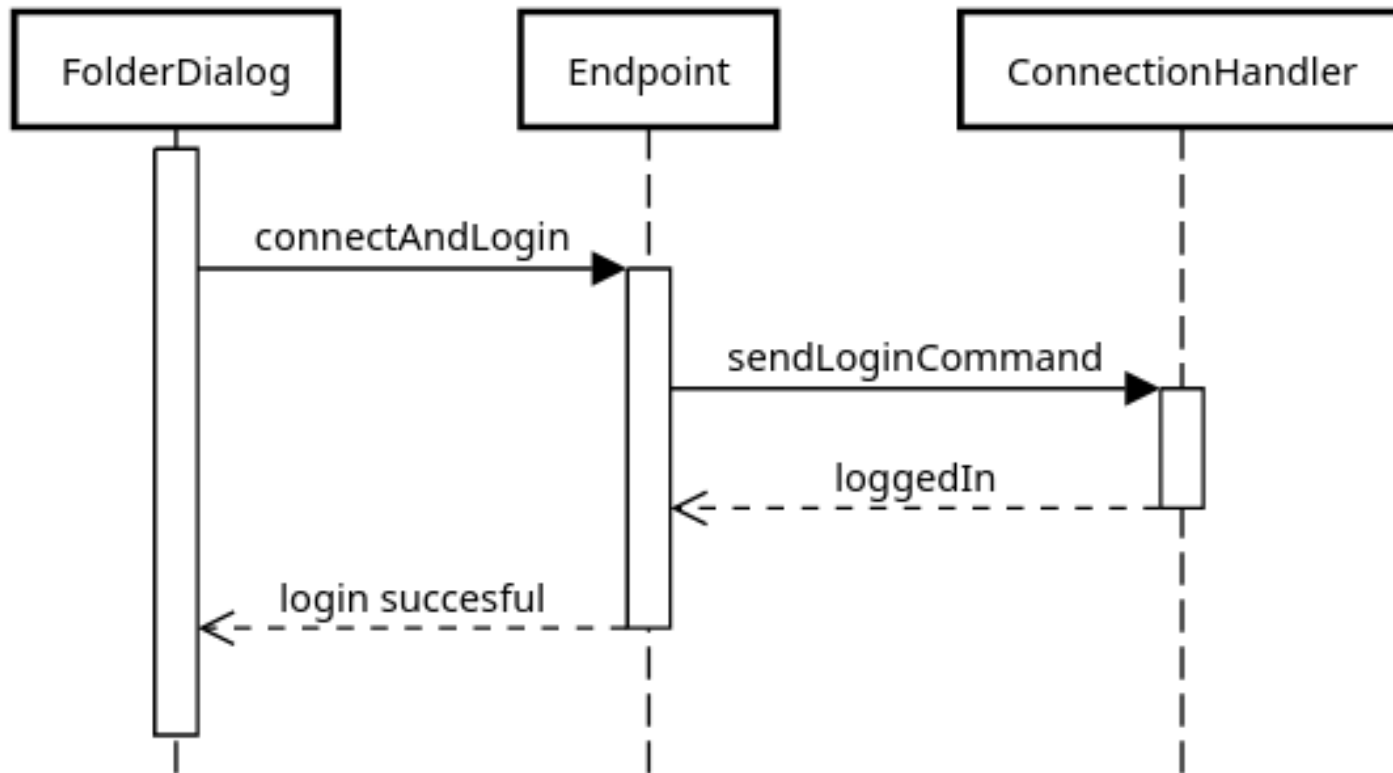 FolderDialog
Endpoint
ConnectionHandler
connectAndLogin
sendLoginCommand
loggedIn
login succesful